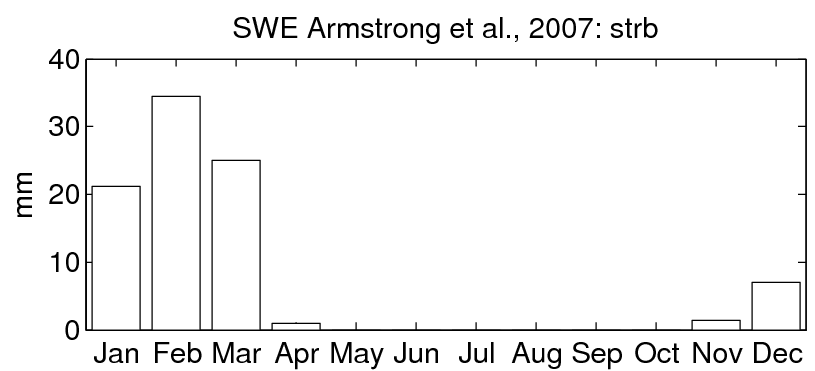 SWE Armstrong et al., 2007: strb
40
30
20
10
0
mm
Jan Feb Mar Apr May Jun Jul Aug Sep Oct Nov Dec